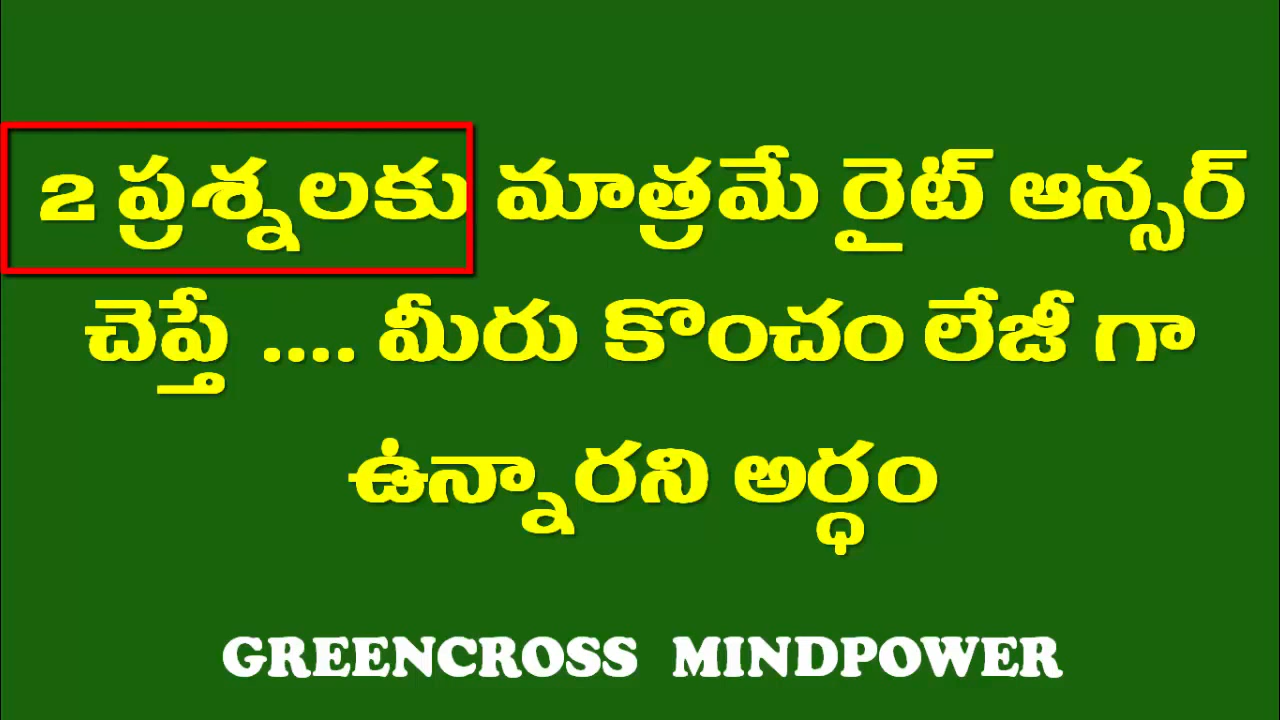 2 ప్రశ్నలకు మాత్రమే రైట్ ఆన్సర్
చెప్తే .... మీరు కొంచం లేజీ గా
ఉన్నారని అర్ధం
GREENCROSS MINDPOWER